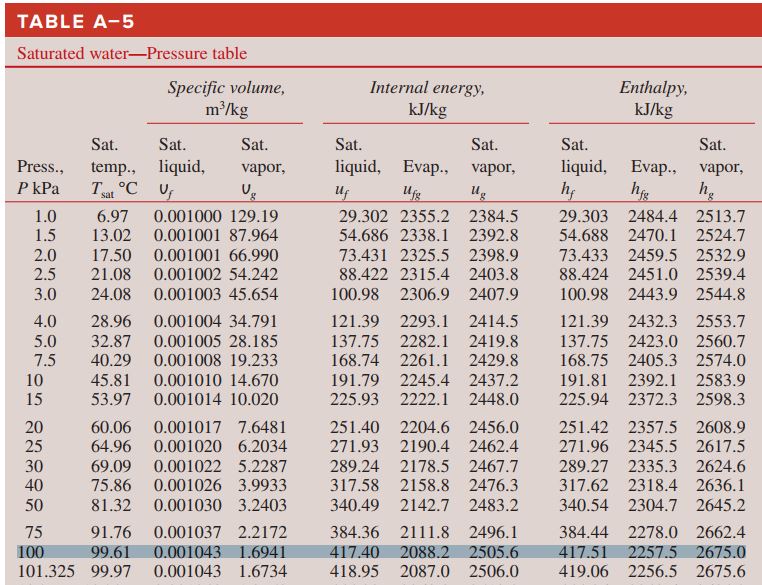 TABLE A–5
Saturated water—Pressure table
Specific volume, Internal energy, Enthalpy,
m³/kg kJ/kg kJ/kg
Sat. Sat. Sat. Sat. Sat. Sat. Sat.
Press., temp., liquid, vapor, liquid, Evap., vapor, liquid, Evap., vapor,
P kPa Tsat °C υf υg uf ufg ug hf hfg hg
1.0 6.97 0.001000 129.19 29.302 2355.2 2384.5 29.303 2484.4 2513.7
1.5 13.02 0.001001 87.964 54.686 2338.1 2392.8 54.688 2470.1 2524.7
2.0 17.50 0.001001 66.990 73.431 2325.5 2398.9 73.433 2459.5 2532.9
2.5 21.08 0.001002 54.242 88.422 2315.4 2403.8 88.424 2451.0 2539.4
3.0 24.08 0.001003 45.654 100.98 2306.9 2407.9 100.98 2443.9 2544.8
4.0 28.96 0.001004 34.791 121.39 2293.1 2414.5 121.39 2432.3 2553.7
5.0 32.87 0.001005 28.185 137.75 2282.1 2419.8 137.75 2423.0 2560.7
7.5 40.29 0.001008 19.233 168.74 2261.1 2429.8 168.75 2405.3 2574.0
10 45.81 0.001010 14.670 191.79 2245.4 2437.2 191.81 2392.1 2583.9
15 53.97 0.001014 10.020 225.93 2222.1 2448.0 225.94 2372.3 2598.3
20 60.06 0.001017 7.6481 251.40 2204.6 2456.0 251.42 2357.5 2608.9
25 64.96 0.001020 6.2034 271.93 2190.4 2462.4 271.96 2345.5 2617.5
30 69.09 0.001022 5.2287 289.24 2178.5 2467.7 289.27 2335.3 2624.6
40 75.86 0.001026 3.9933 317.58 2158.8 2476.3 317.62 2318.4 2636.1
50 81.32 0.001030 3.2403 340.49 2142.7 2483.2 340.54 2304.7 2645.2
75 91.76 0.001037 2.2172 384.36 2111.8 2496.1 384.44 2278.0 2662.4
100 99.61 0.001043 1.6941 417.40 2088.2 2505.6 417.51 2257.5 2675.0
101.325 99.97 0.001043 1.6734 418.95 2087.0 2506.0 419.06 2256.5 2675.6